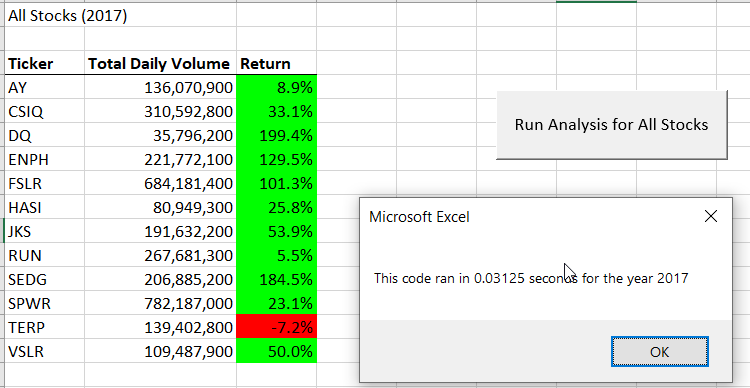 All Stocks (2017)
Ticker Total Daily Volume Return
AY 136,070,900 8.9%
CSIQ 310,592,800 33.1%
DQ 35,796,200 199.4%
ENPH 221,772,100 129.5%
FSLR 684,181,400 101.3%
HASI 80,949,300 25.8%
JKS 191,632,200 53.9%
RUN 267,681,300 5.5%
SEDG 206,885,200 184.5%
SPWR 782,187,000 23.1%
TERP 139,402,800 -7.2%
VSLR 109,487,900 50.0%
Run Analysis for All Stocks
Microsoft Excel
This code ran in 0.03125 seconds for the year 2017
OK